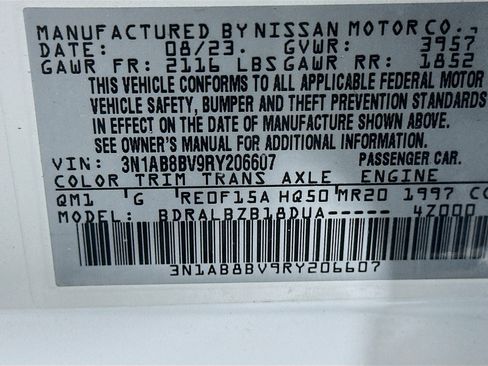 MANUFACTURED BY NISSAN MOTOR CO.,
DATE: 08/23. GVWR: 3957
GAWR FR: 2116 LBS GAWR RR: 1852
THIS VEHICLE CONFORMS TO ALL APPLICABLE FEDERAL MOTOR
VEHICLE SAFETY, BUMPER AND THEFT PREVENTION STANDARDS
IN EFFECT ON THE DATE OF MANUFACTURE SHOWN ABOVE.
SEE OWNER'S MANUAL FOR ADDITIONAL INFORMATION.
VIN: 3N1AB8BV9RY206607 PASSENGER CAR.
COLOR TRIM TRANS AXLE ENGINE
QM1 G RE0F15A HQ50 MR20 1997 CC
MODEL: BDRALBZB18DUA----- 4Z000
3N1AB8BV9RY206607